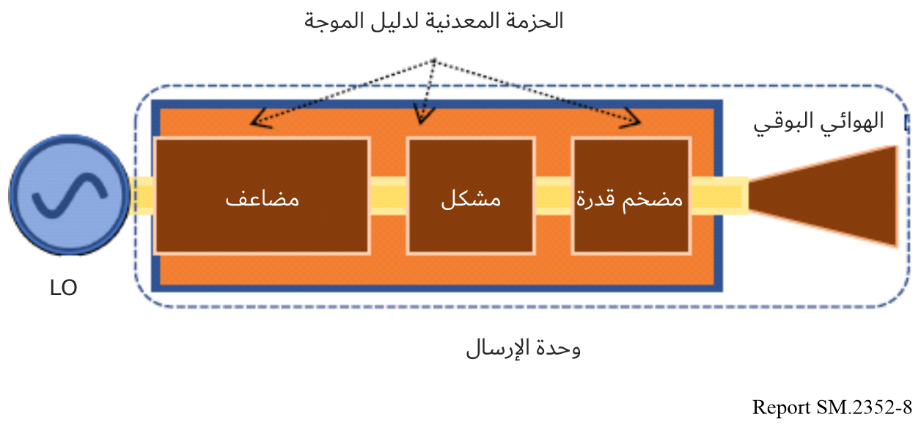 الحزمة المعدنية لدليل الموجة
الهوائي البوقي
مضخم قدرة
مشكل
مضاعف
LO
وحدة الإرسال
Report SM.2352-8